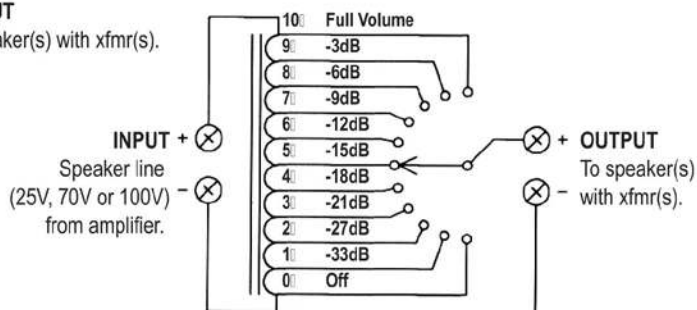 UT
aker(s) with xfmr(s).
10 Full Volume
9 -3dB
8 -6dB
7 -9dB
6 -12dB
5 -15dB
4 -18dB
3 -21dB
2 -27dB
1 -33dB
0 Off
INPUT +
Speaker line
(25V, 70V or 100V) -
from amplifier.
+ OUTPUT
To speaker(s)
- with xfmr(s).